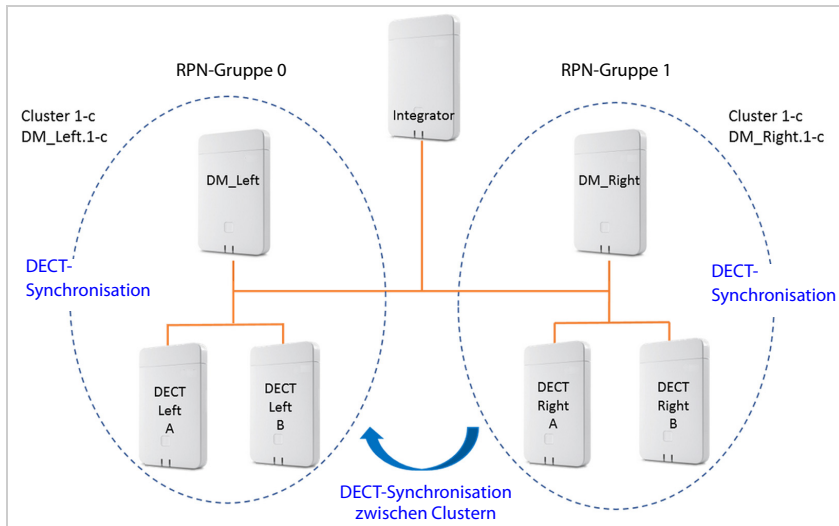 RPN-Gruppe 0
RPN-Gruppe 1
Integrator
Cluster 1-c
DM_Left.1-c
Cluster 1-c
DM_Right.1-c
DM_Left
DM_Right
DECT-
Synchronisation
DECT-
Synchronisation
DECT
Left
A
DECT
Left
B
DECT
Right
A
DECT
Right
B
DECT-Synchronisation
zwischen Clustern